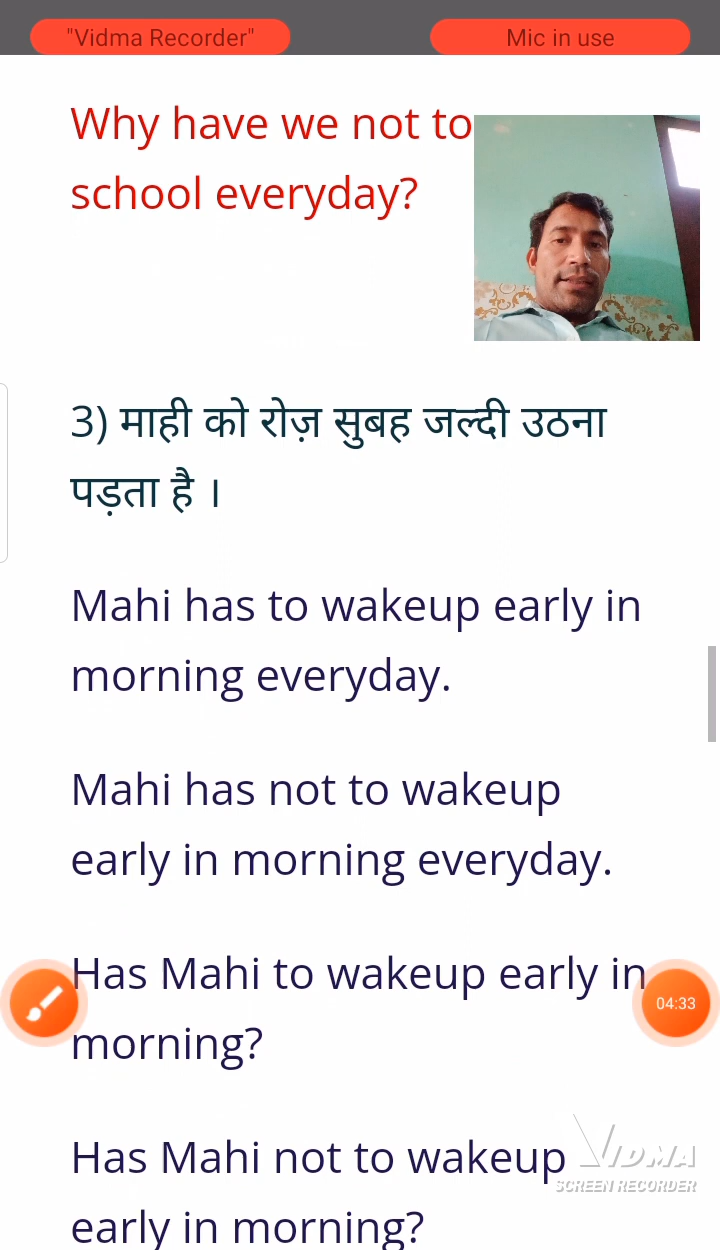 "Vidma Recorder"
Mic in use
Why have we not to
school everyday?
3) माही को रोज़ सुबह जल्दी उठना
पड़ता है ।
Mahi has to wakeup early in
morning everyday.
Mahi has not to wakeup
early in morning everyday.
Has Mahi to wakeup early in
04:33
morning?
Has Mahi not to wakeup
VIDMA
SCREEN RECORDER
early in morning?